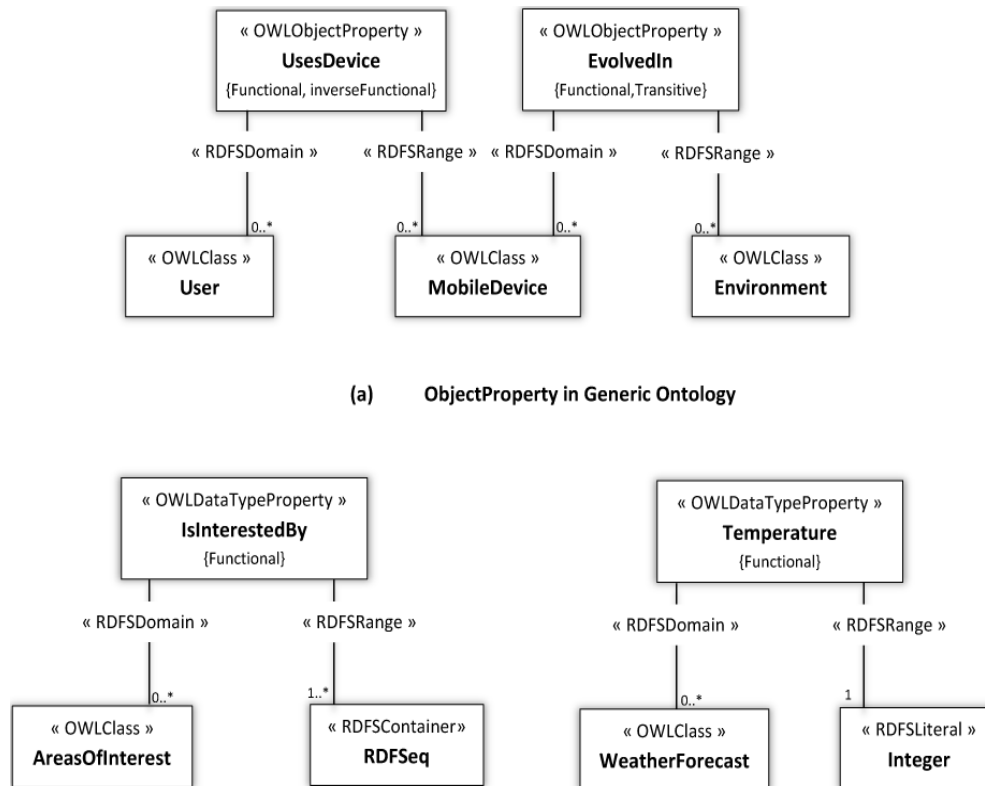 « OWLObjectProperty »
UsesDevice
{Functional, inverseFunctional}
« OWLObjectProperty »
EvolvedIn
{Functional,Transitive}
« RDFSDomain »
« RDFSRange »
« RDFSDomain »
« RDFSRange »
0..*
0..*
0..*
0..*
« OWLClass »
User
« OWLClass »
MobileDevice
« OWLClass »
Environment
(a) ObjectProperty in Generic Ontology
« OWLDataTypeProperty »
IsInterestedBy
{Functional}
« OWLDataTypeProperty »
Temperature
{Functional}
« RDFSDomain »
« RDFSRange »
« RDFSDomain »
« RDFSRange »
0..*
1..*
0..*
1
« OWLClass »
AreasOfInterest
« RDFSContainer»
RDFSeq
« OWLClass »
WeatherForecast
« RDFSLiteral »
Integer